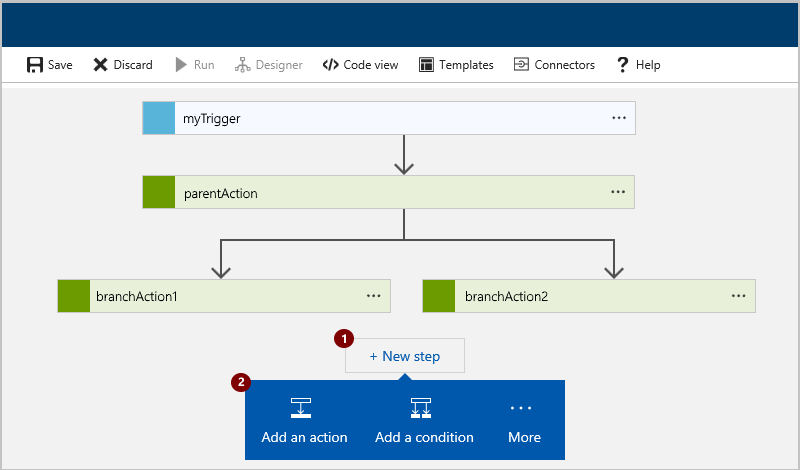 Save Discard Run Designer Code view Templates Connectors Help
myTrigger ...
parentAction ...
branchAction1 ... branchAction2 ...
1
+ New step
2
Add an action Add a condition More